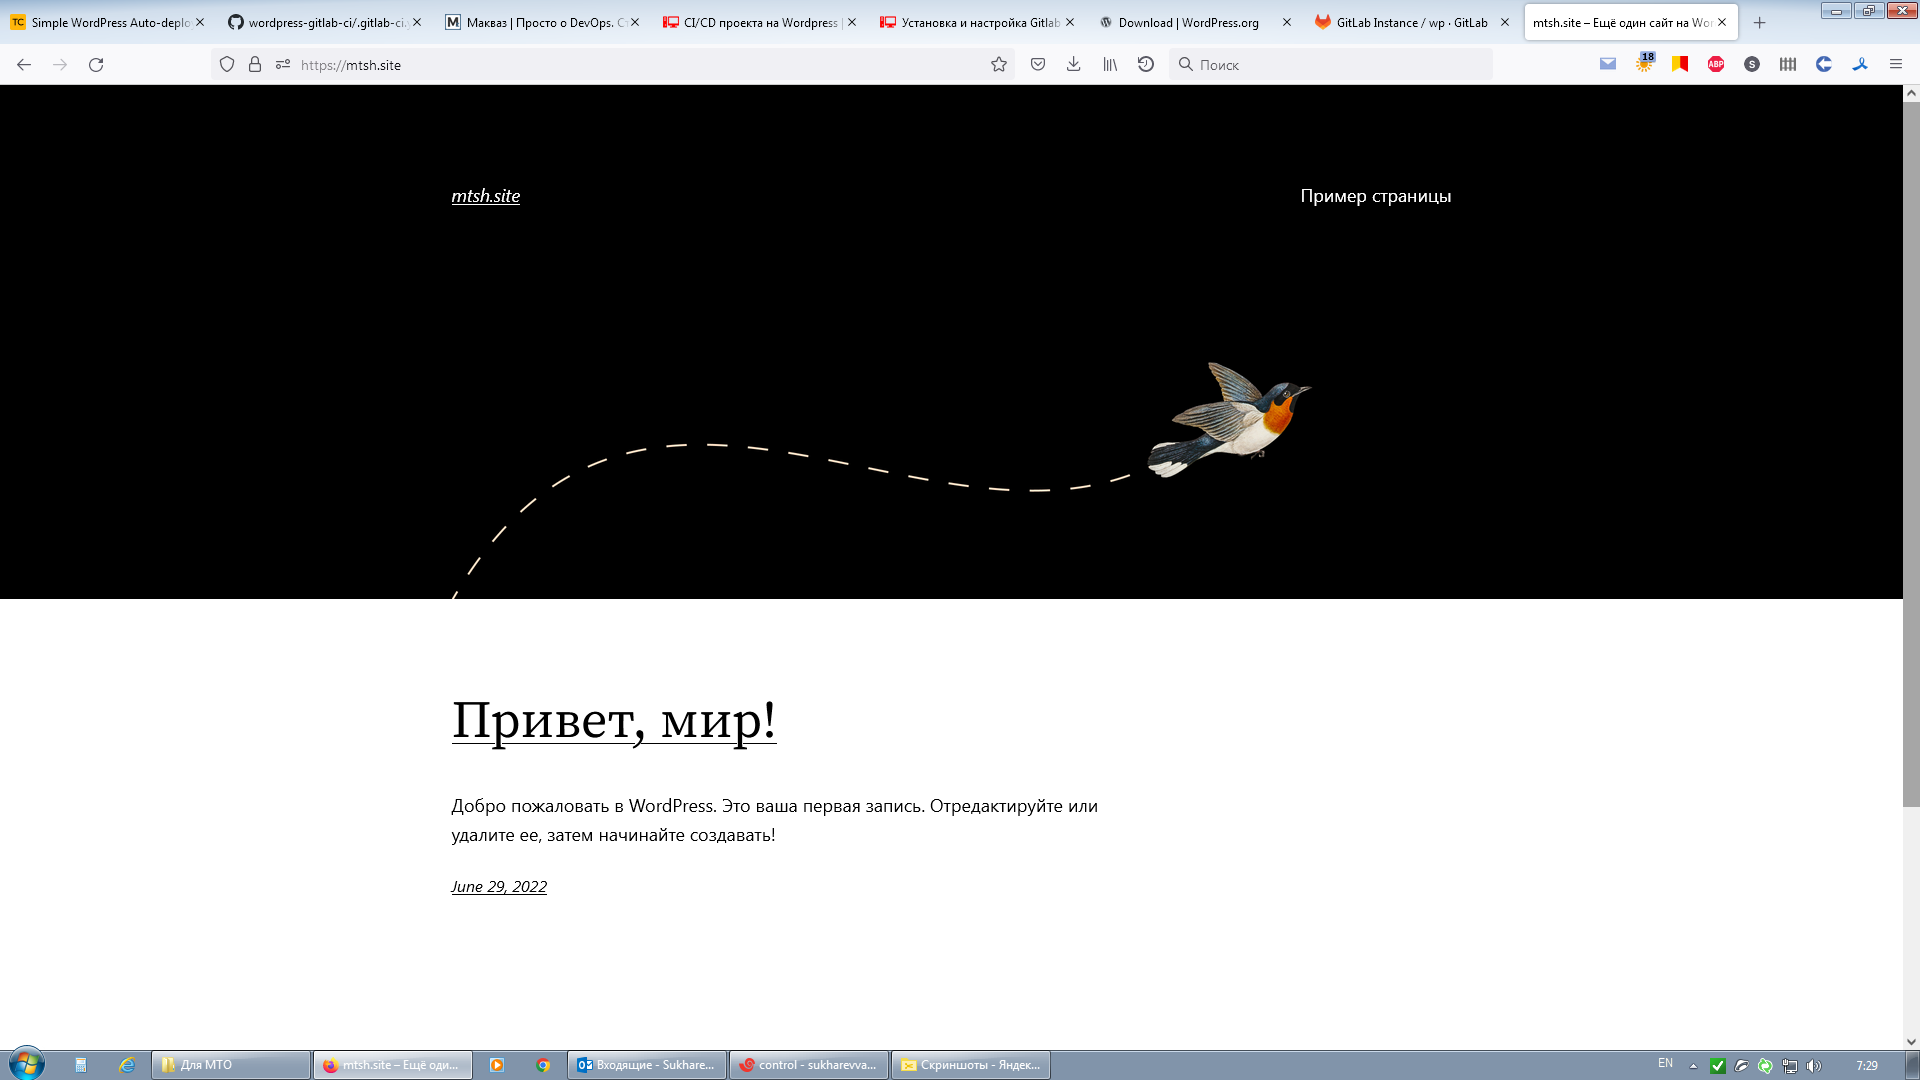 Simple WordPress Auto-deplo
wordpress-gitlab-ci/.gitlab-ci.y
Макваз | Просто о DevOps. Ст
CI/CD проекта на Wordpress |
Установка и настройка Gitlab
Download | WordPress.org
GitLab Instance / wp · GitLab
mtsh.site – Ещё один сайт на Wor
https://mtsh.site
Поиск
18
ABP
mtsh.site
Пример страницы
Привет, мир!
Добро пожаловать в WordPress. Это ваша первая запись. Отредактируйте или
удалите ее, затем начинайте создавать!
June 29, 2022
Для МТО
mtsh.site – Ещё оди...
Входящие - Sukhare...
control - sukharevva...
Скриншоты - Яндек...
EN
7:29